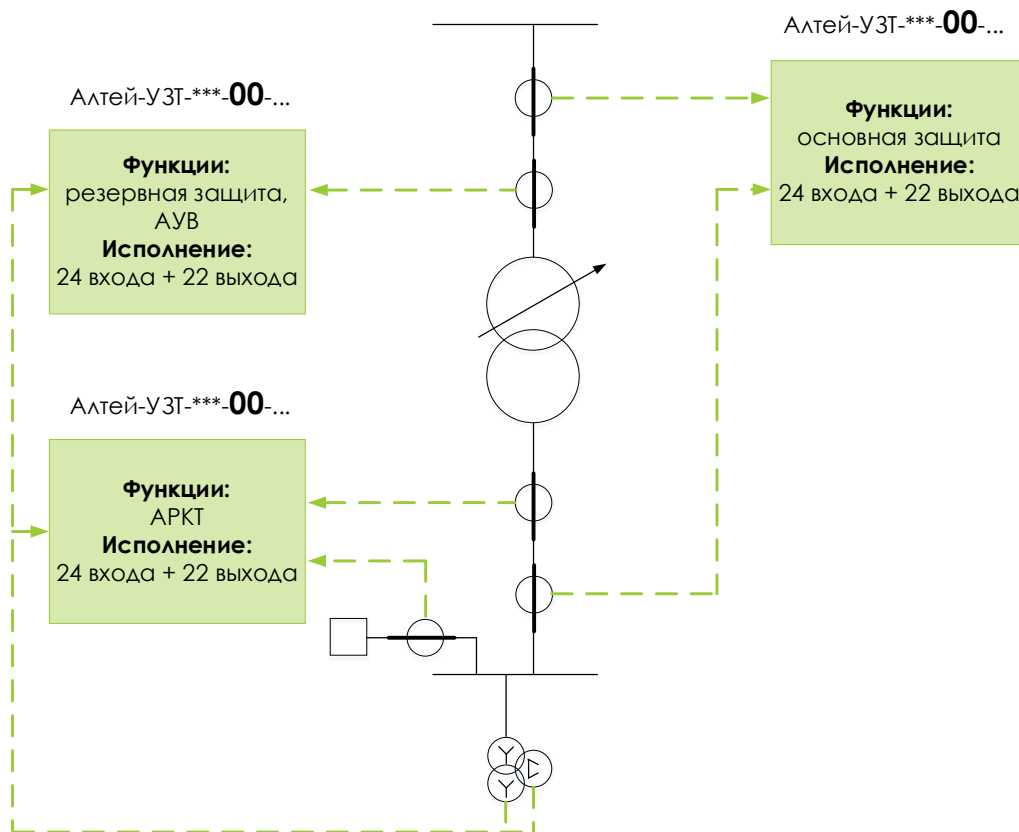 Алтей-УЗТ-***-00-...
Функции:
основная защита
Исполнение:
24 входа + 22 выхода
Алтей-УЗТ-***-00-...
Функции:
резервная защита,
АУВ
Исполнение:
24 входа + 22 выхода
Алтей-УЗТ-***-00-...
Функции:
АРКТ
Исполнение:
24 входа + 22 выхода